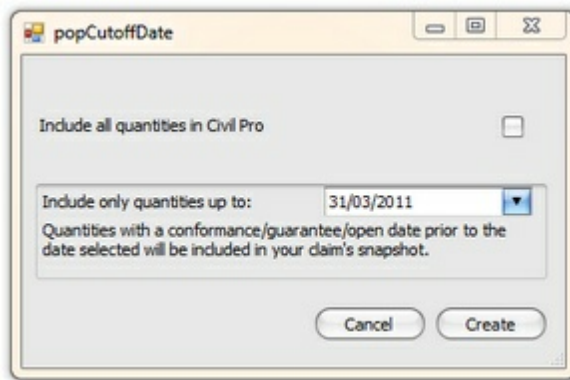 popCutoffDate
Include all quantities in Civil Pro
Include only quantities up to: 31/03/2011
Quantities with a conformance/guarantee/open date prior to the
date selected will be included in your claim's snapshot.
Cancel Create